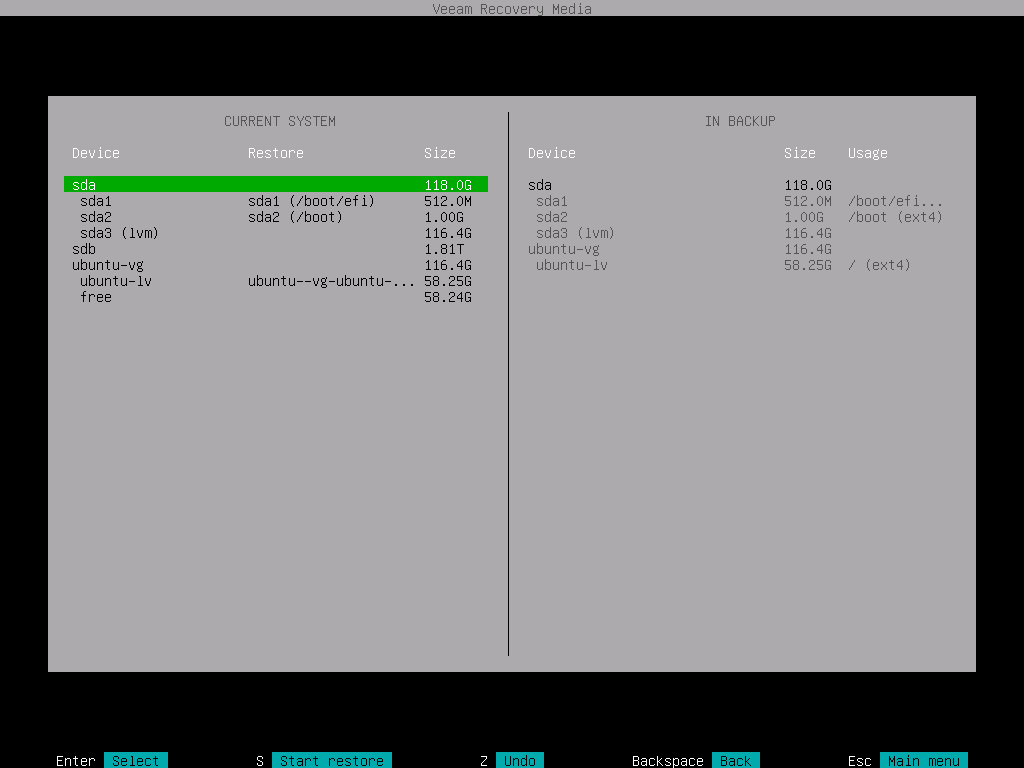 Veeam Recovery Media
CURRENT SYSTEM
Device Restore Size
sda 118.0G
sda1 sda1 (/boot/efi) 512.0M
sda2 sda2 (/boot) 1.00G
sda3 (lvm) 116.4G
sdb 1.81T
ubuntu-vg 116.4G
ubuntu-lv ubuntu--vg-ubuntu-... 58.25G
free 58.24G
IN BACKUP
Device Size Usage
sda 118.0G
sda1 512.0M /boot/efi...
sda2 1.00G /boot (ext4)
sda3 (lvm) 116.4G
ubuntu-vg 116.4G
ubuntu-lv 58.25G / (ext4)
Enter Select S Start restore Z Undo Backspace Back Esc Main menu